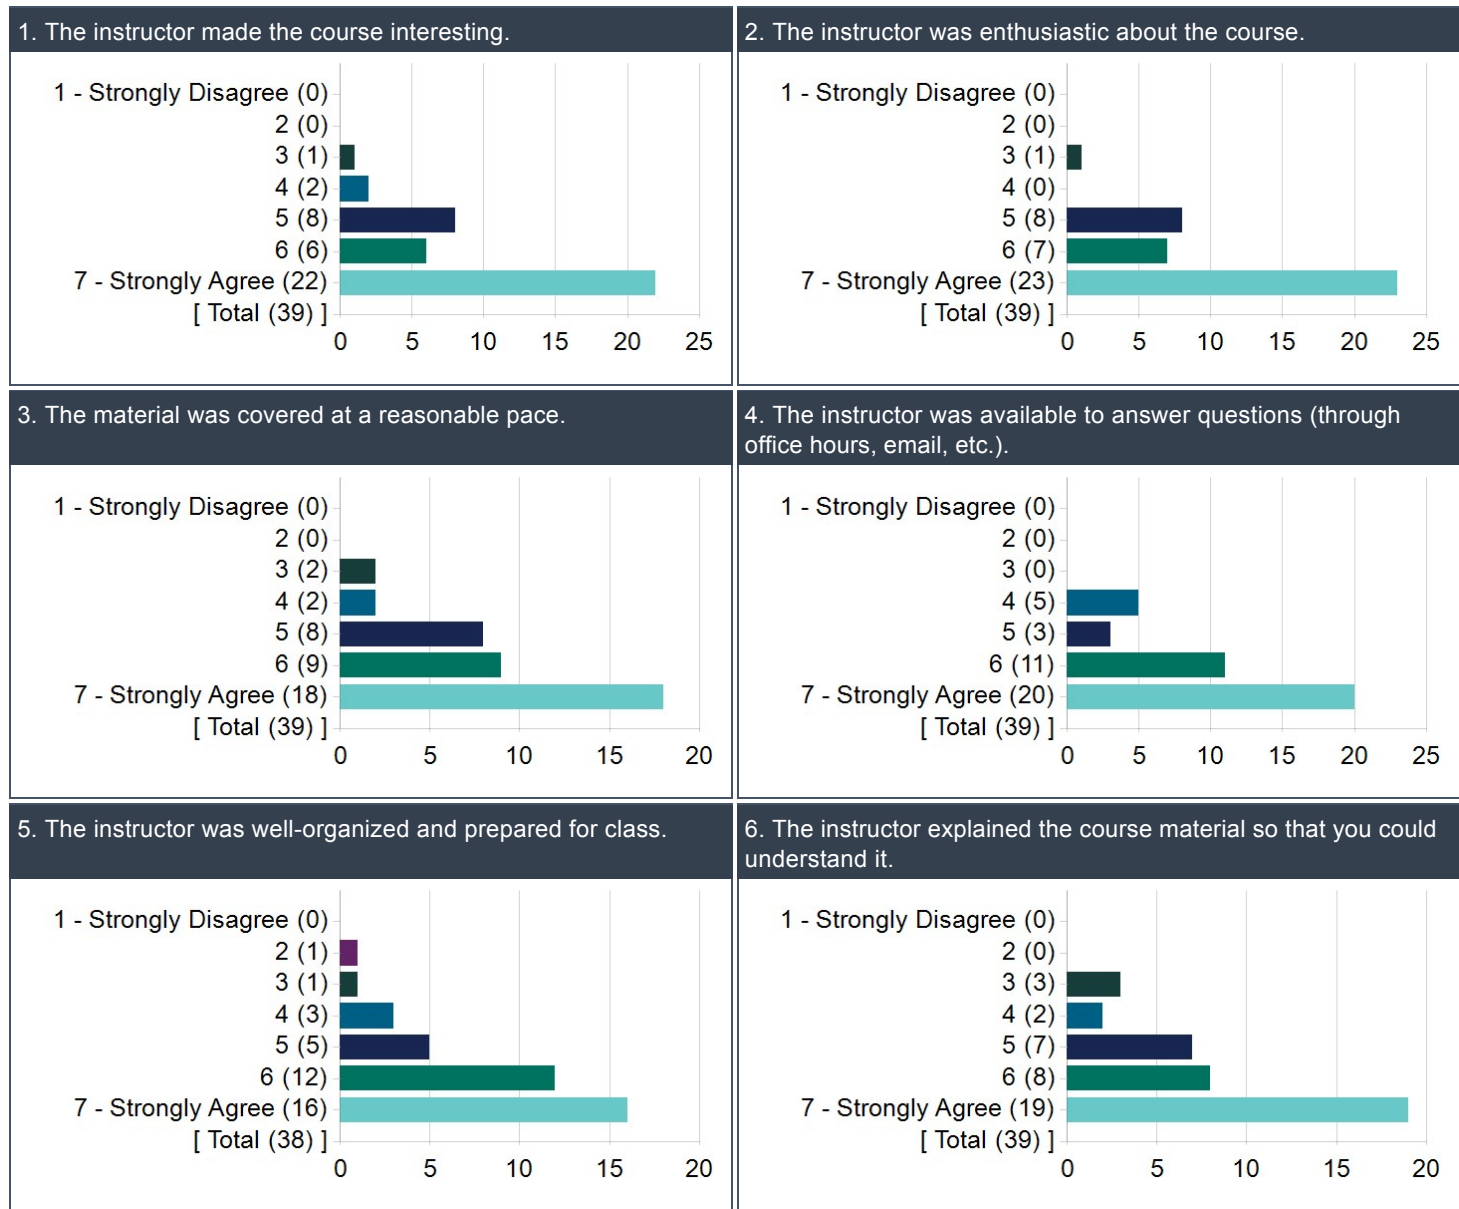 1. The instructor made the course interesting.
1 - Strongly Disagree (0)
2 (0)
3 (1)
4 (2)
5 (8)
6 (6)
7 - Strongly Agree (22)
[ Total (39) ]
0 5 10 15 20 25
2. The instructor was enthusiastic about the course.
1 - Strongly Disagree (0)
2 (0)
3 (1)
4 (0)
5 (8)
6 (7)
7 - Strongly Agree (23)
[ Total (39) ]
0 5 10 15 20 25
3. The material was covered at a reasonable pace.
1 - Strongly Disagree (0)
2 (0)
3 (2)
4 (2)
5 (8)
6 (9)
7 - Strongly Agree (18)
[ Total (39) ]
0 5 10 15 20
4. The instructor was available to answer questions (through
office hours, email, etc.).
1 - Strongly Disagree (0)
2 (0)
3 (0)
4 (5)
5 (3)
6 (11)
7 - Strongly Agree (20)
[ Total (39) ]
0 5 10 15 20 25
5. The instructor was well-organized and prepared for class.
1 - Strongly Disagree (0)
2 (1)
3 (1)
4 (3)
5 (5)
6 (12)
7 - Strongly Agree (16)
[ Total (38) ]
0 5 10 15 20
6. The instructor explained the course material so that you could
understand it.
1 - Strongly Disagree (0)
2 (0)
3 (3)
4 (2)
5 (7)
6 (8)
7 - Strongly Agree (19)
[ Total (39) ]
0 5 10 15 20